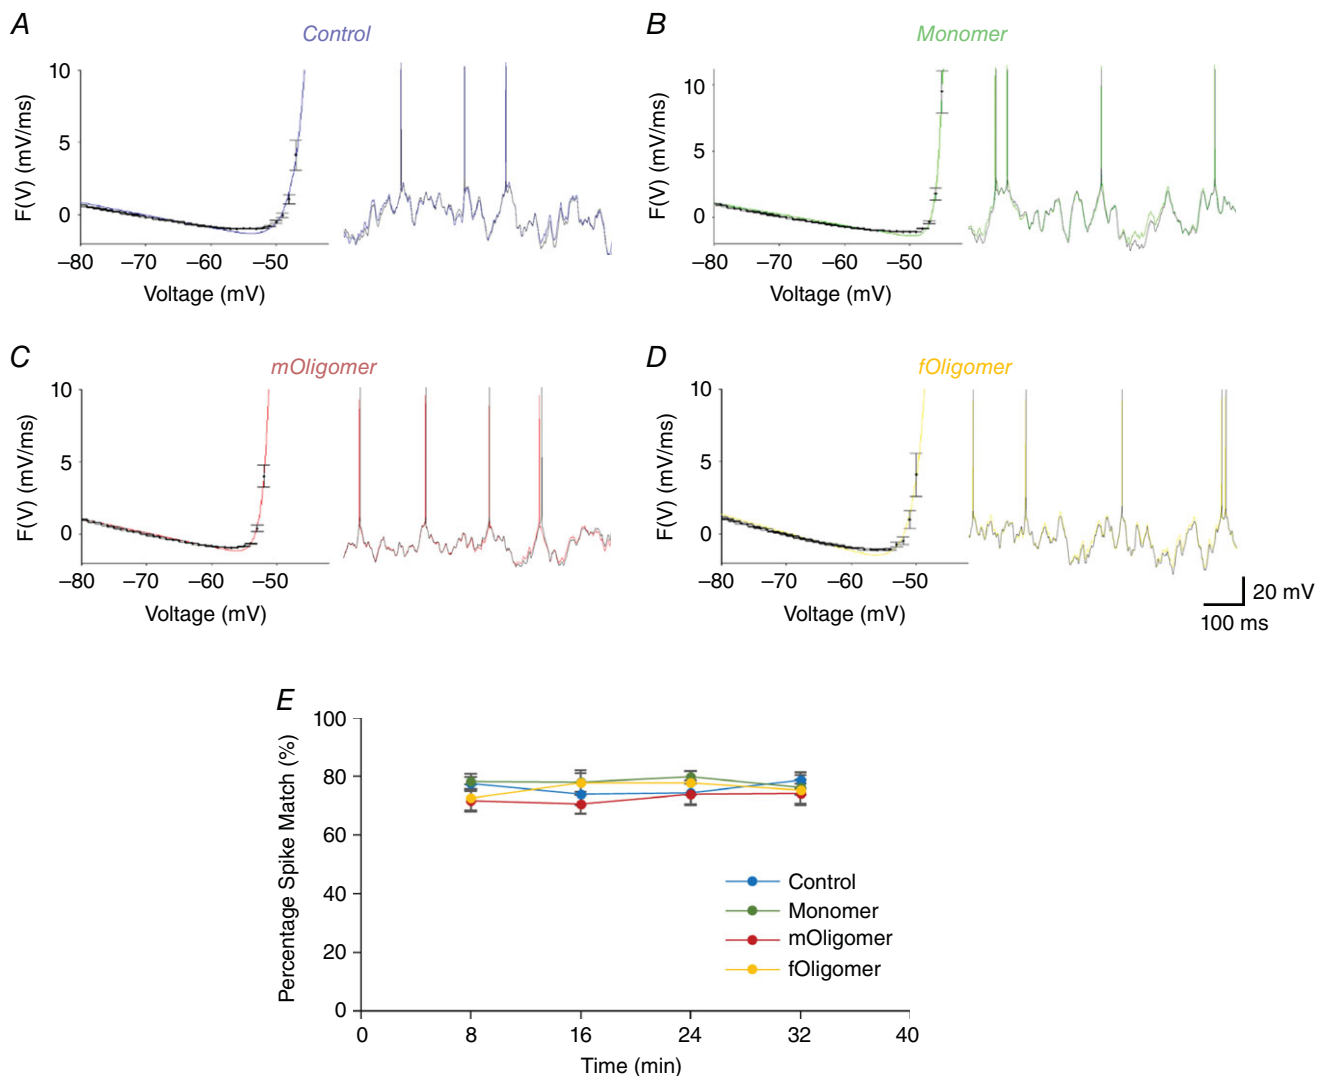 A
Control
10
5
0
F(V) (mV/ms)
–80
–70
–60
–50
Voltage (mV)
B
Monomer
10
5
0
F(V) (mV/ms)
–80
–70
–60
–50
Voltage (mV)
C
mOligomer
10
5
0
F(V) (mV/ms)
–80
–70
–60
–50
Voltage (mV)
D
fOligomer
10
5
0
F(V) (mV/ms)
–80
–70
–60
–50
Voltage (mV)
20 mV
100 ms
E
100
80
60
40
20
0
Percentage Spike Match (%)
Control
Monomer
mOligomer
fOligomer
0
8
16
24
32
40
Time (min)